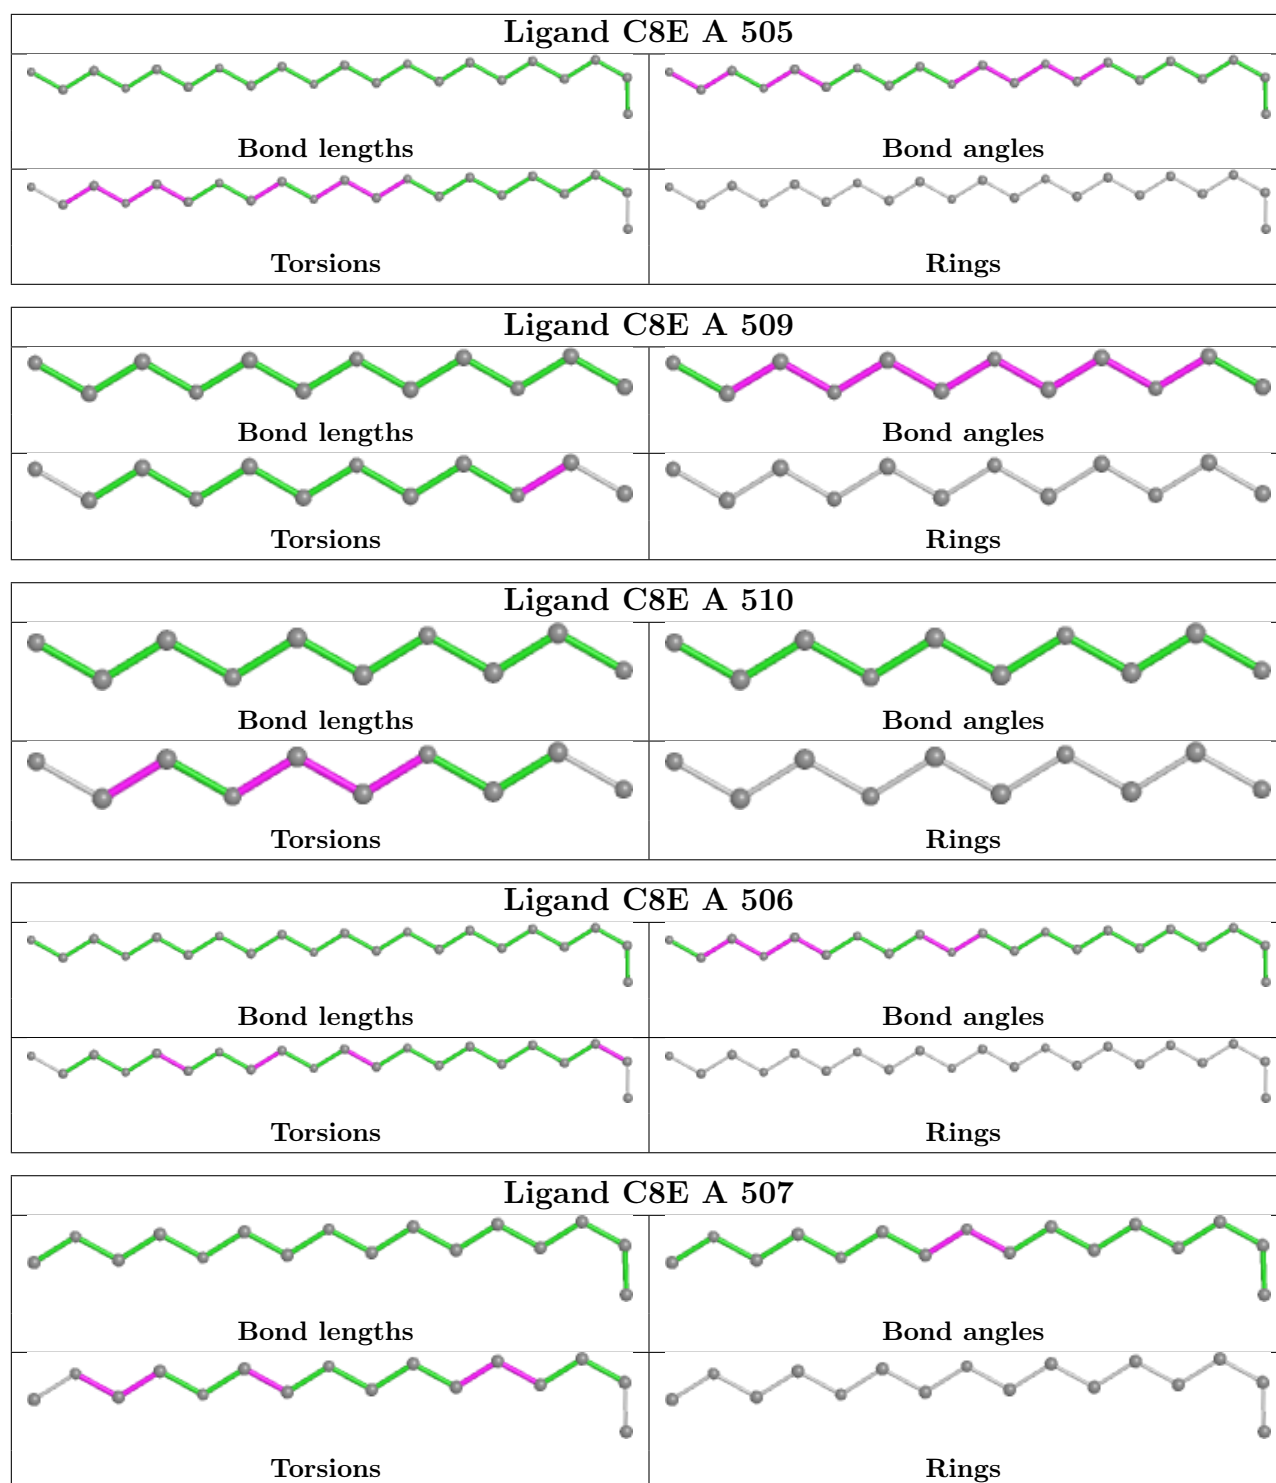 Ligand C8E A 505
Bond lengths
Bond angles
Torsions
Rings
Ligand C8E A 509
Bond lengths
Bond angles
Torsions
Rings
Ligand C8E A 510
Bond lengths
Bond angles
Torsions
Rings
Ligand C8E A 506
Bond lengths
Bond angles
Torsions
Rings
Ligand C8E A 507
Bond lengths
Bond angles
Torsions
Rings